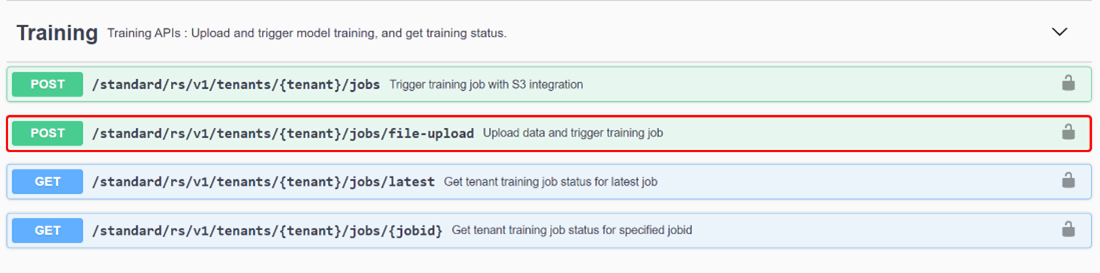 Training Training APIs : Upload and trigger model training, and get training status.
POST /standard/rs/v1/tenants/{tenant}/jobs Trigger training job with S3 integration
POST /standard/rs/v1/tenants/{tenant}/jobs/file-upload Upload data and trigger training job
GET /standard/rs/v1/tenants/{tenant}/jobs/latest Get tenant training job status for latest job
GET /standard/rs/v1/tenants/{tenant}/jobs/{jobid} Get tenant training job status for specified jobid